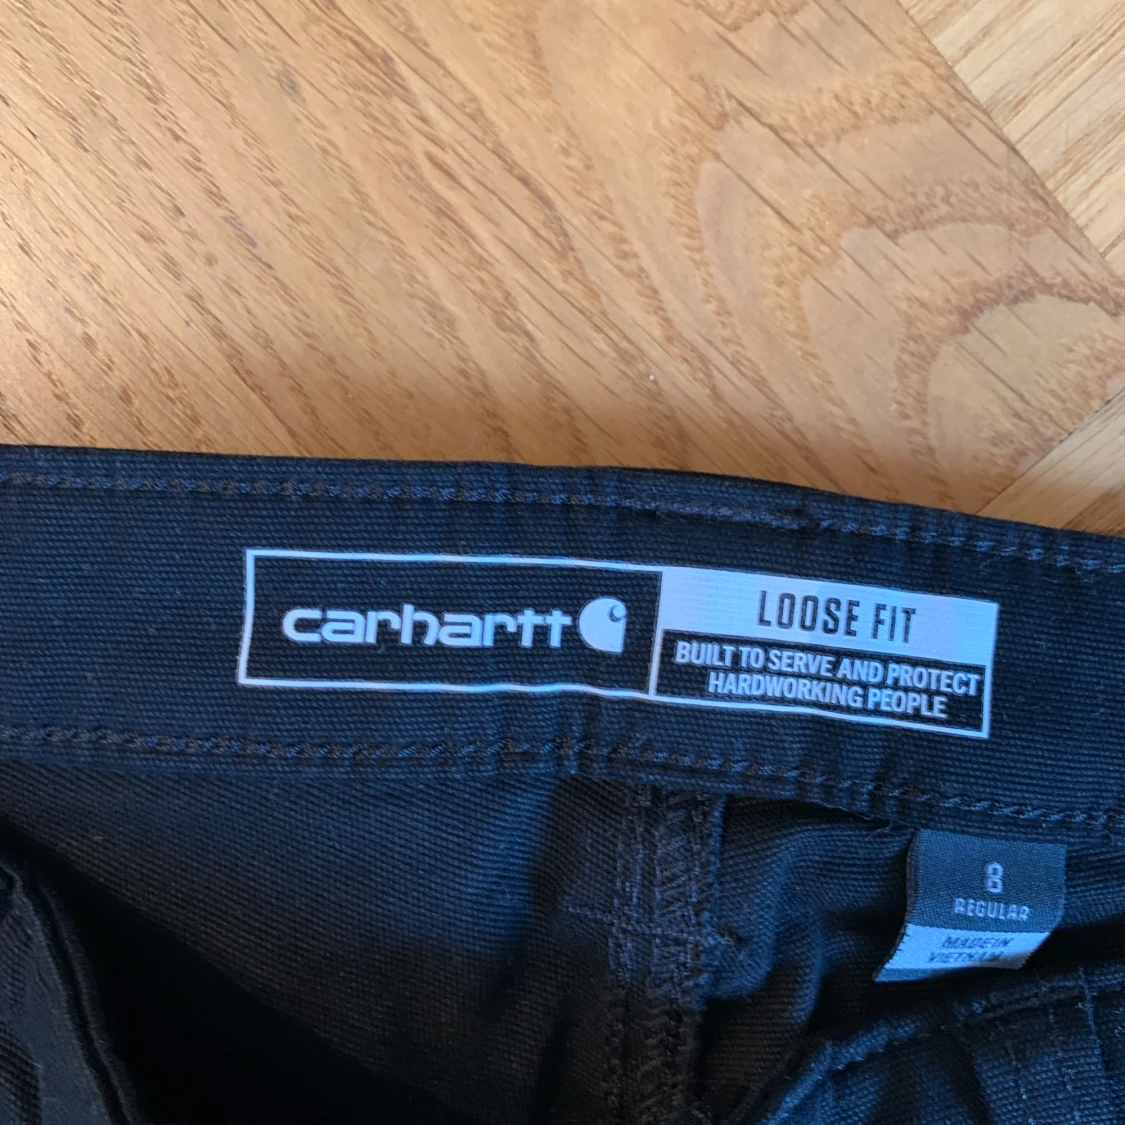 carhartt
LOOSE FIT
BUILT TO SERVE AND PROTECT
HARDWORKING PEOPLE
8
REGULAR
MADE IN
VIETNAM